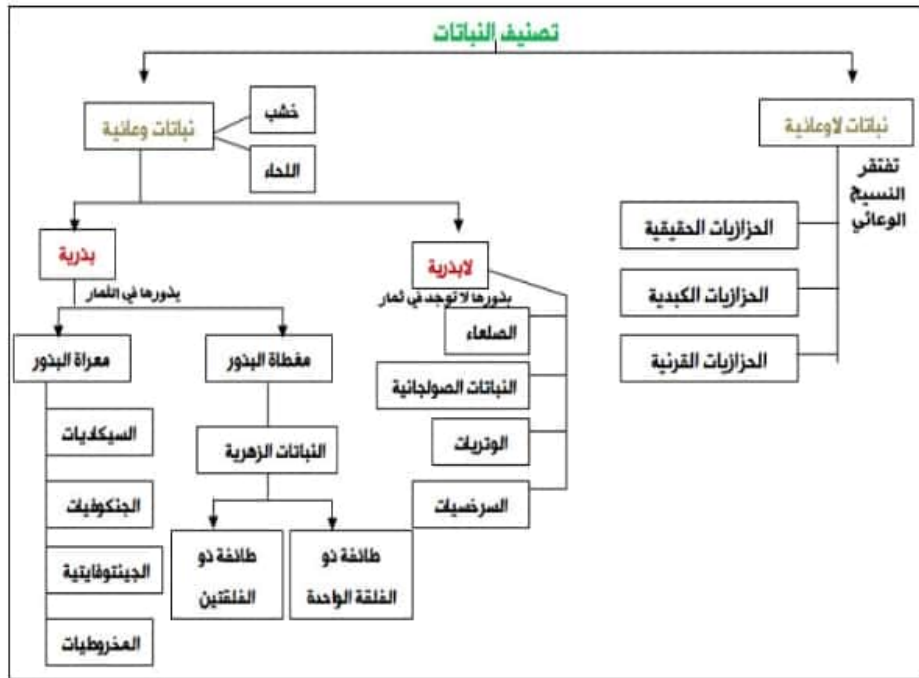 تصنيف النباتات
نباتات لاوعائية
تفتقر
النسيج
الوعائي
الحزازيات الحقيقية
الحزازيات الكبدية
الحزازيات القرنية
نباتات وعائية
خشب
اللحاء
لابذرية
بذورها لا توجد في ثمار
الصلعاء
النباتات الصولجانية
الوتريات
السرخسيات
بذرية
بذورها في الثمار
مغطاة البذور
النباتات الزهرية
طائفة ذو
الفلقة الواحدة
طائفة ذو
الفلقتين
معراة البذور
السيكاديات
الجنكوفيات
الجينتوفايتية
المخروطيات